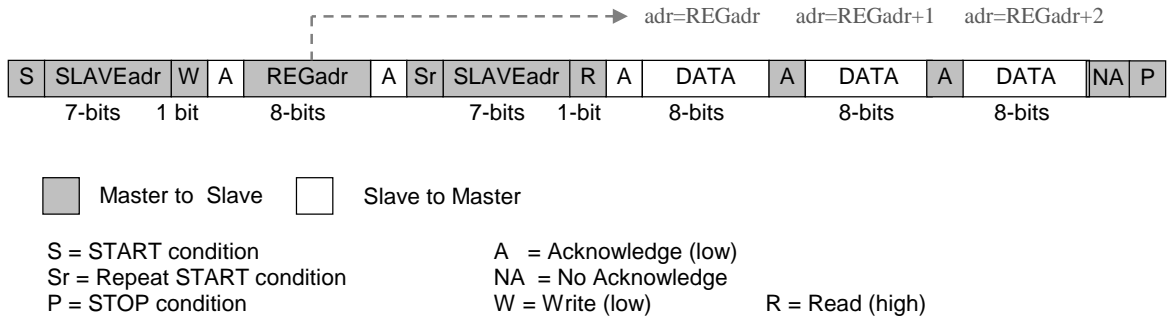 adr=REGadr adr=REGadr+1 adr=REGadr+2
S SLAVEadr W A REGadr A Sr SLAVEadr R A DATA A DATA A DATA NA P
7-bits 1 bit 8-bits 7-bits 1-bit 8-bits 8-bits 8-bits
Master to Slave Slave to Master
S = START condition A = Acknowledge (low)
Sr = Repeat START condition NA = No Acknowledge
P = STOP condition W = Write (low) R = Read (high)